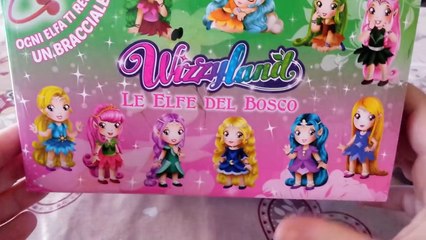 OGNI ELFA TI RE
UN BRACCIALE
Wizzyland
LE ELFE DEL BOSCO